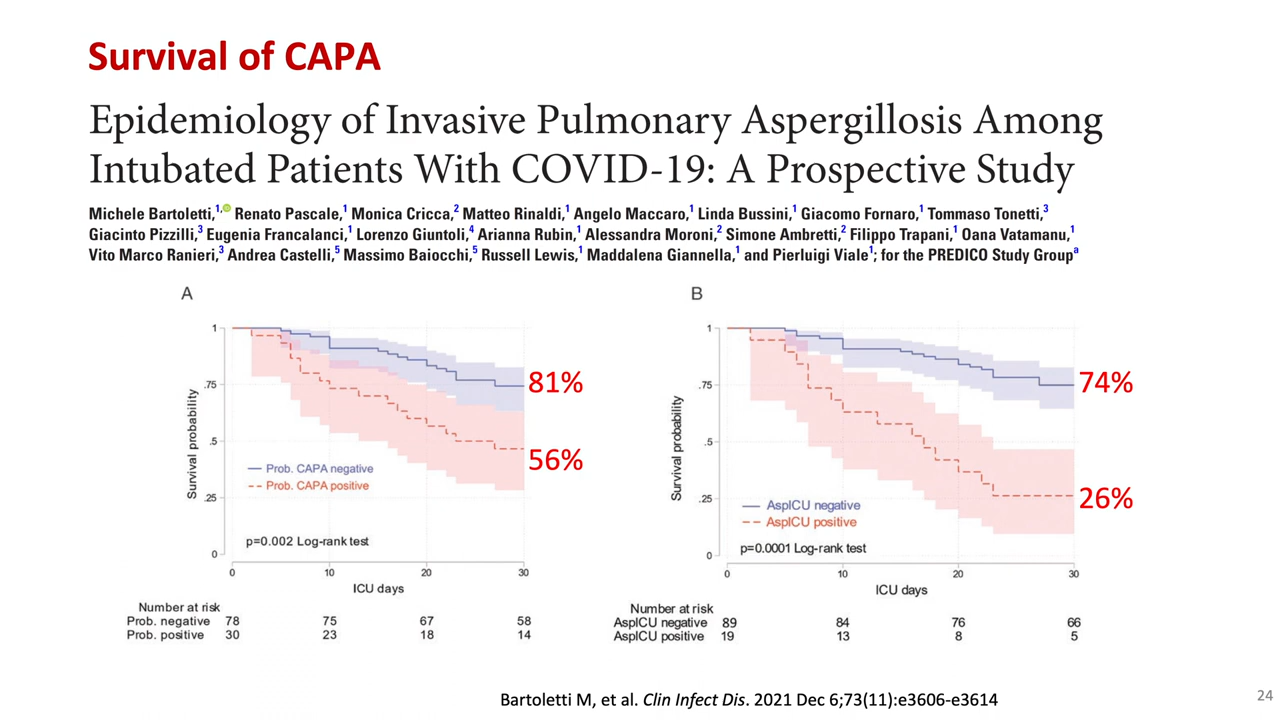 Survival of CAPA
Epidemiology of Invasive Pulmonary Aspergillosis Among
Intubated Patients With COVID-19: A Prospective Study
Michele Bartoletti,1, Renato Pascale,1 Monica Cricca,2 Matteo Rinaldi,1 Angelo Maccaro,1 Linda Bussini,1 Giacomo Fornaro,1 Tommaso Tonetti,3
Giacinto Pizzilli,3 Eugenia Francalanci,1 Lorenzo Giuntoli,4 Arianna Rubin,1 Alessandra Moroni,2 Simone Ambretti,2 Filippo Trapani,1 Oana Vatamanu,1
Vito Marco Ranieri,3 Andrea Castelli,5 Massimo Baiocchi,5 Russell Lewis,1 Maddalena Giannella,1 and Pierluigi Viale1; for the PREDICO Study Groupa
A
Survival probability
1
.75
.5
.25
0
81%
56%
Prob. CAPA negative
Prob. CAPA positive
p=0.002 Log-rank test
0 10 20 30
ICU days
Number at risk
Prob. negative 78 75 67 58
Prob. positive 30 23 18 14
B
Survival probability
1
.75
.5
.25
0
74%
26%
AspICU negative
AspICU positive
p=0.0001 Log-rank test
0 10 20 30
ICU days
Number at risk
AspICU negative 89 84 76 66
AspICU positive 19 13 8 5
Bartoletti M, et al. Clin Infect Dis. 2021 Dec 6;73(11):e3606-e3614
24